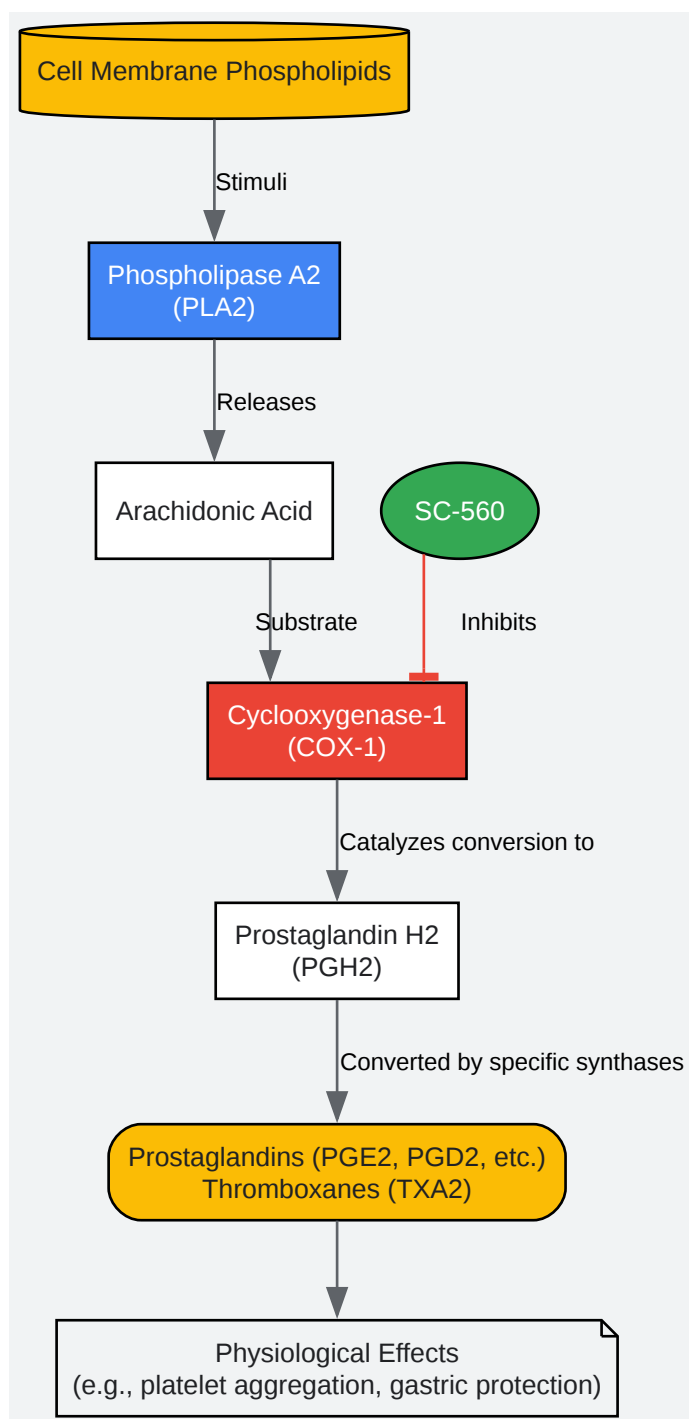 Cell Membrane Phospholipids
Stimuli
Phospholipase A2
(PLA2)
Releases
Arachidonic Acid
SC-560
Substrate
Inhibits
Cyclooxygenase-1
(COX-1)
Catalyzes conversion to
Prostaglandin H2
(PGH2)
Converted by specific synthases
Prostaglandins (PGE2, PGD2, etc.)
Thromboxanes (TXA2)
Physiological Effects
(e.g., platelet aggregation, gastric protection)